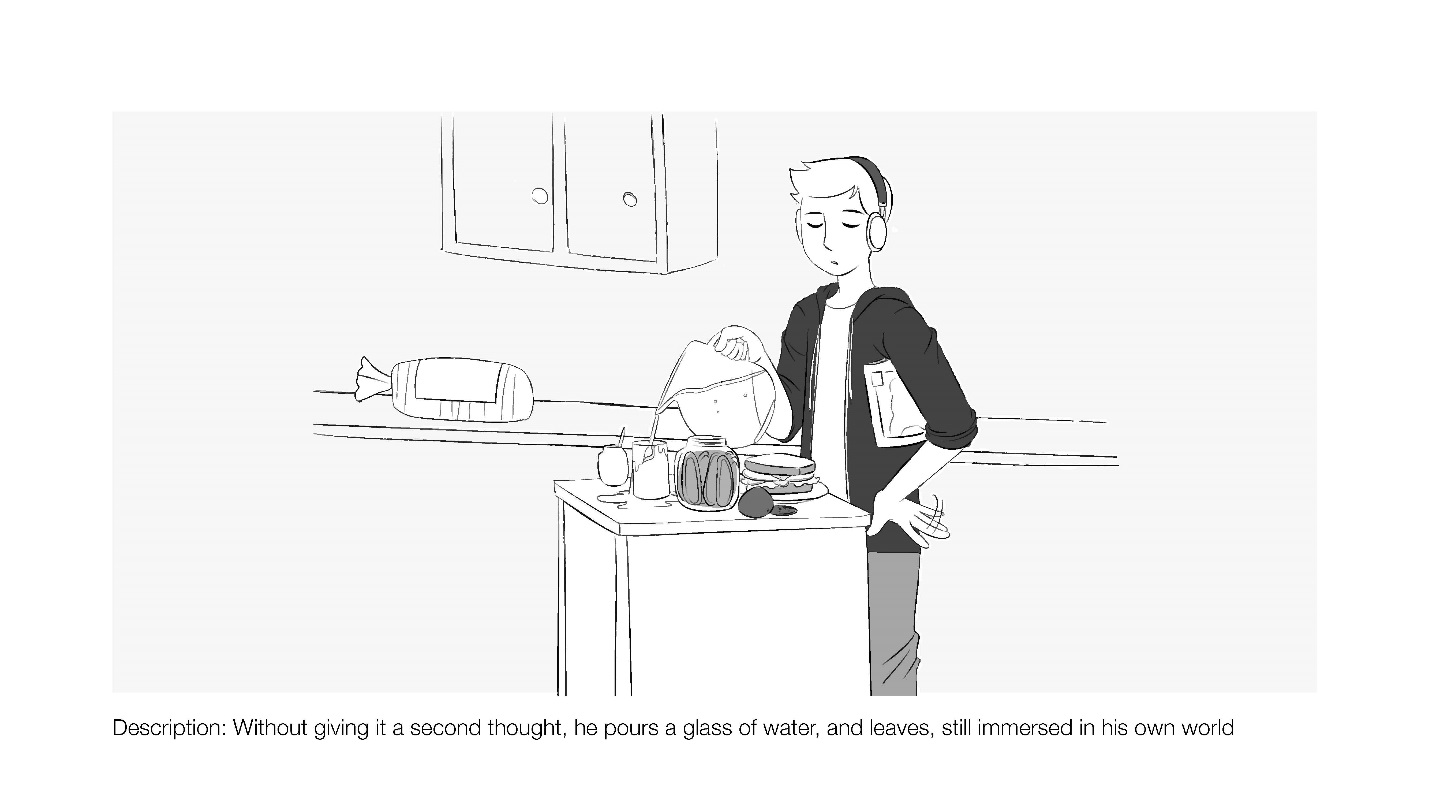 Description: Without giving it a second thought, he pours a glass of water, and leaves, still immersed in his own world